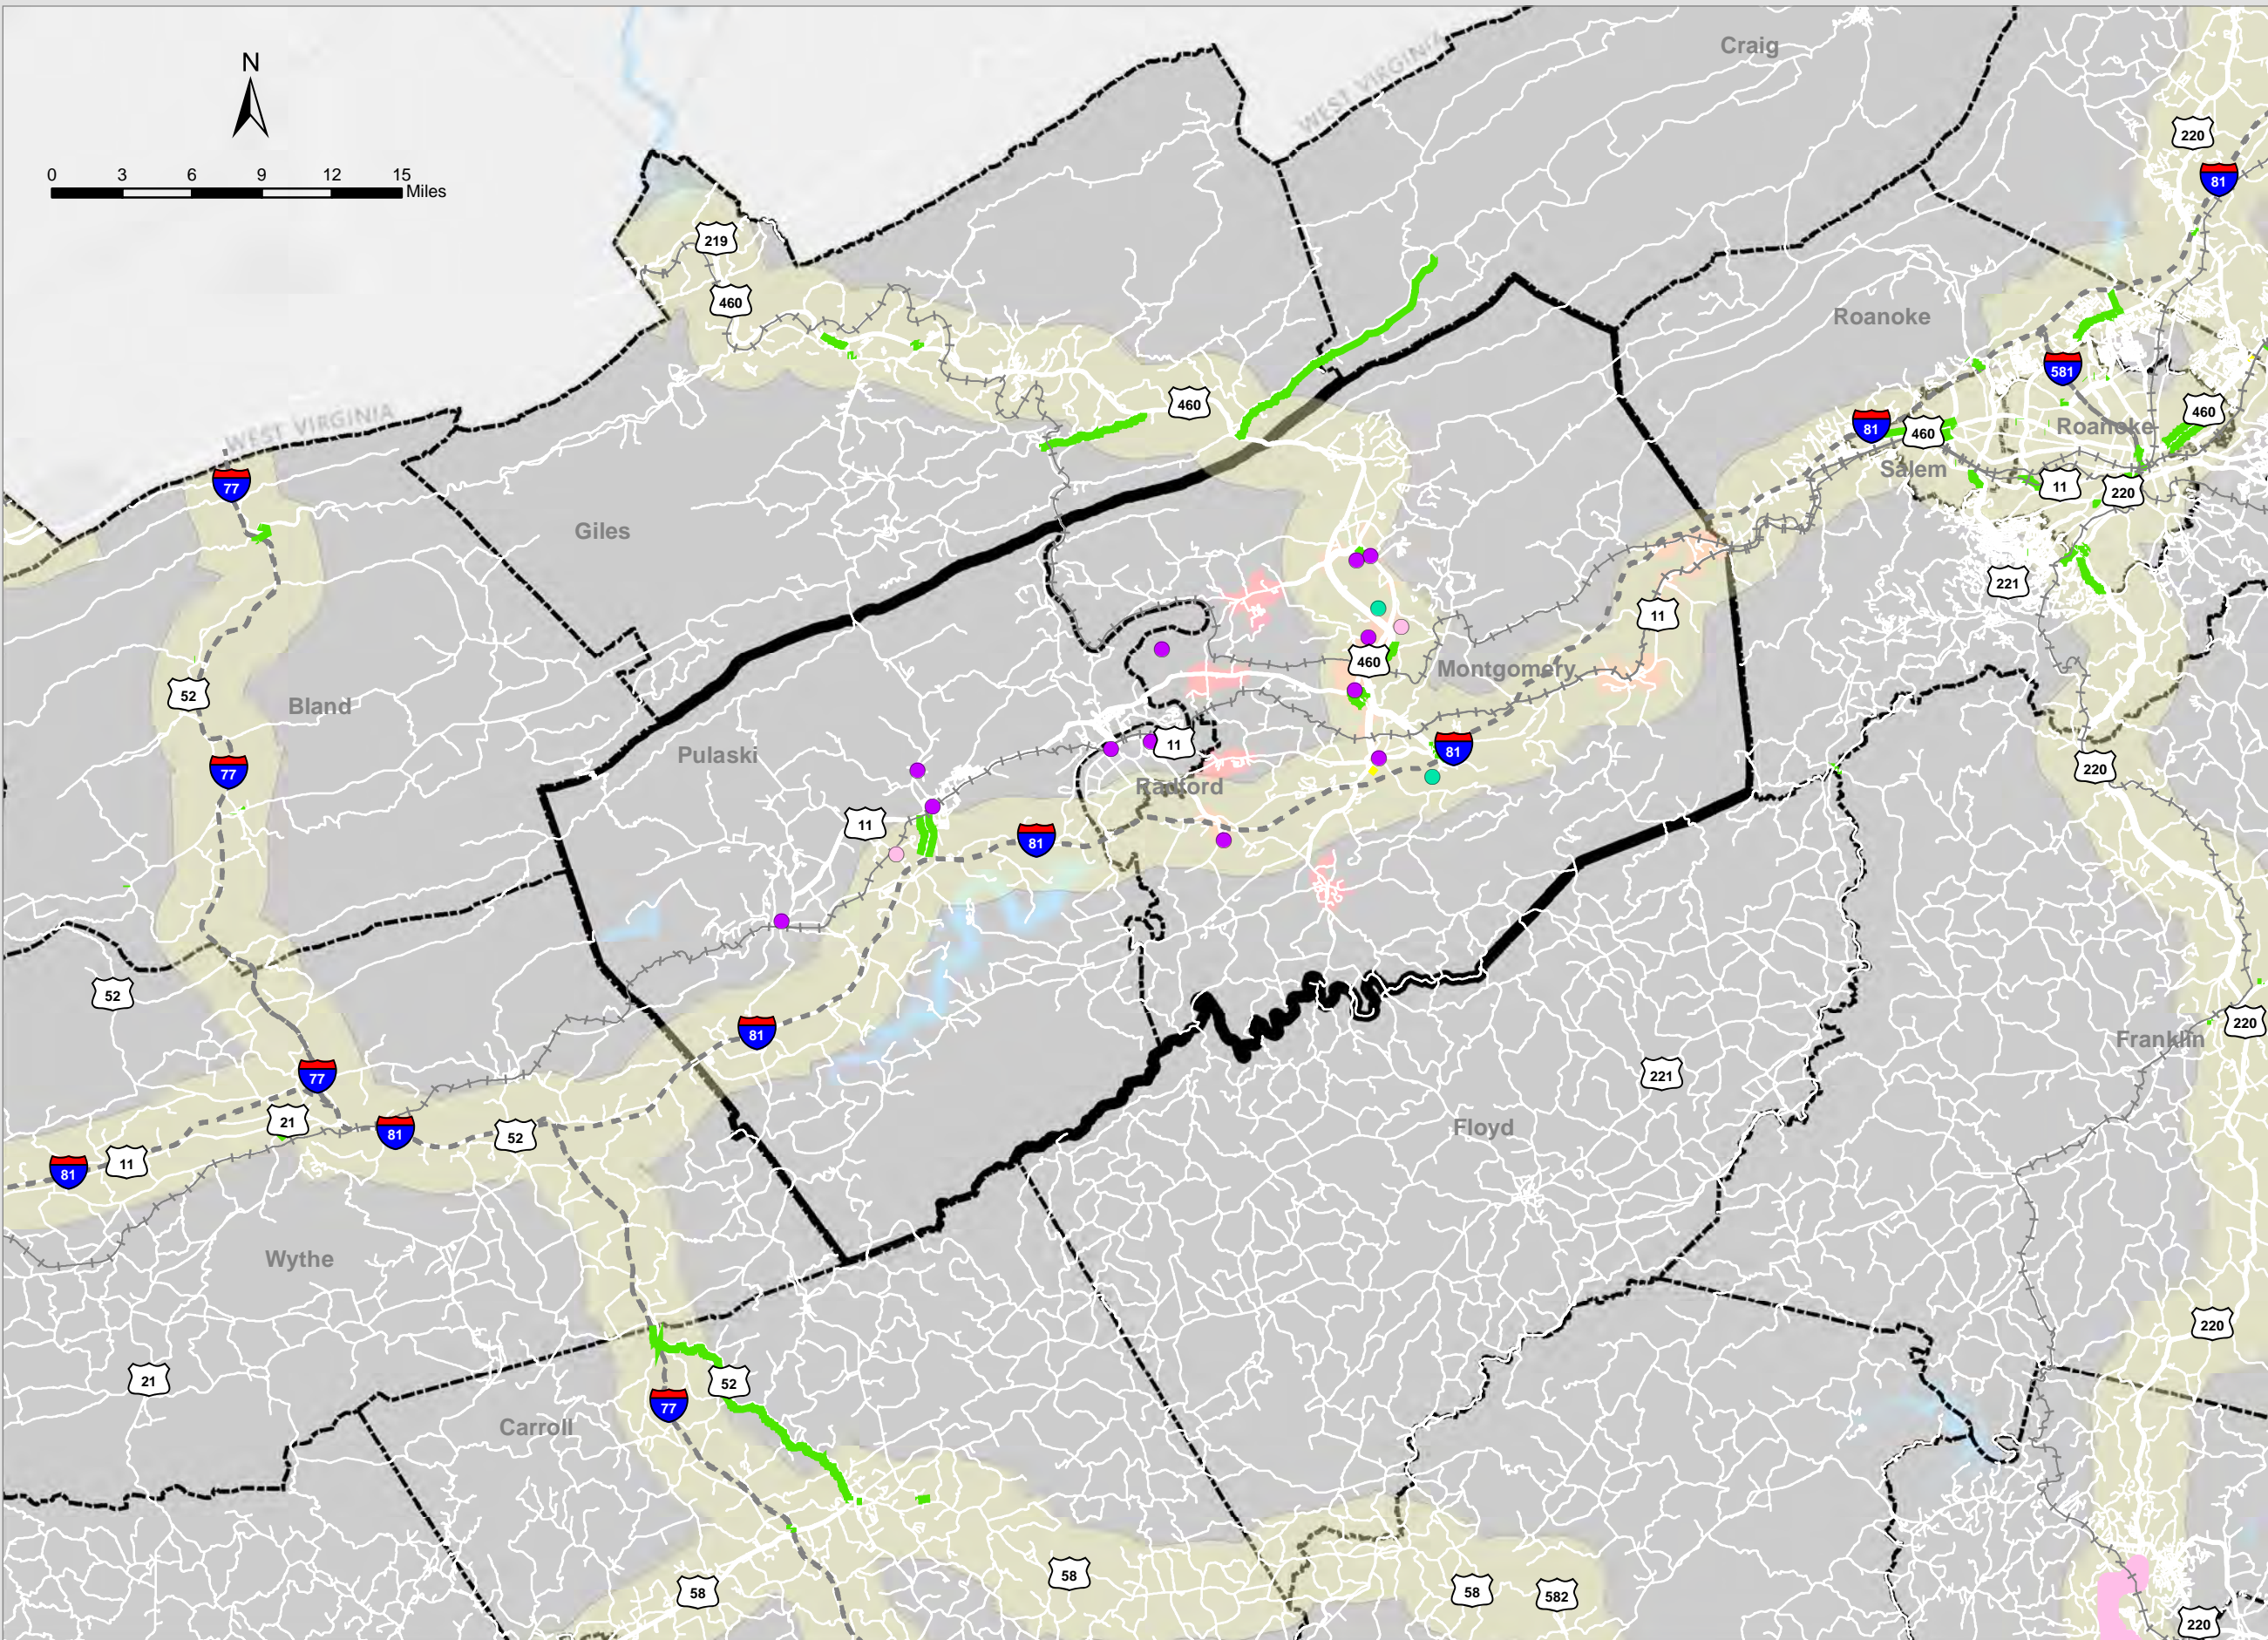 Craig
WEST VIRGINIA
N
220
81
0 3 6 9 12 15
Miles
219
460
Roanoke
581
460
460
81
460
Roanoke
WEST VIRGINIA
Salem
77
11
220
Giles
221
11
52
460
Montgomery
Bland
11
81
Pulaski
77
220
Radford
11
81
52
81
220
Franklin
77
221
21
81
52
Floyd
11
81
Wythe
220
21
52
77
Carroll
58
58
58
582
220